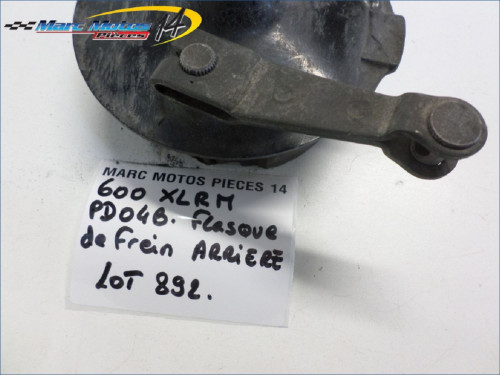 Marc Motos
PIÈCES 14
MARC MOTOS PIECES 14
600 XLRM
PD04B. Flasque
de Frein ARRIERE
LOT 892.